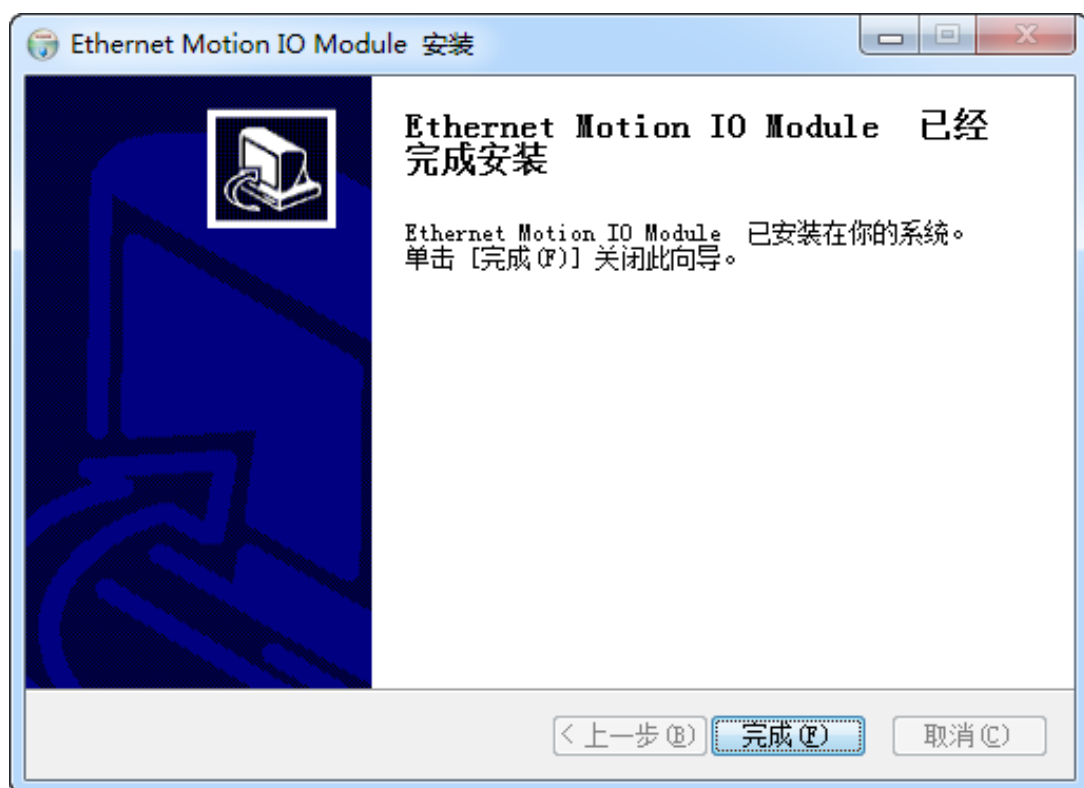 Ethernet Motion IO Module 安装
Ethernet Motion IO Module 已经
完成安装
Ethernet Motion IO Module 已安装在你的系统。
单击 [完成(F)] 关闭此向导。
< 上一步(B) 完成(F) 取消(C)